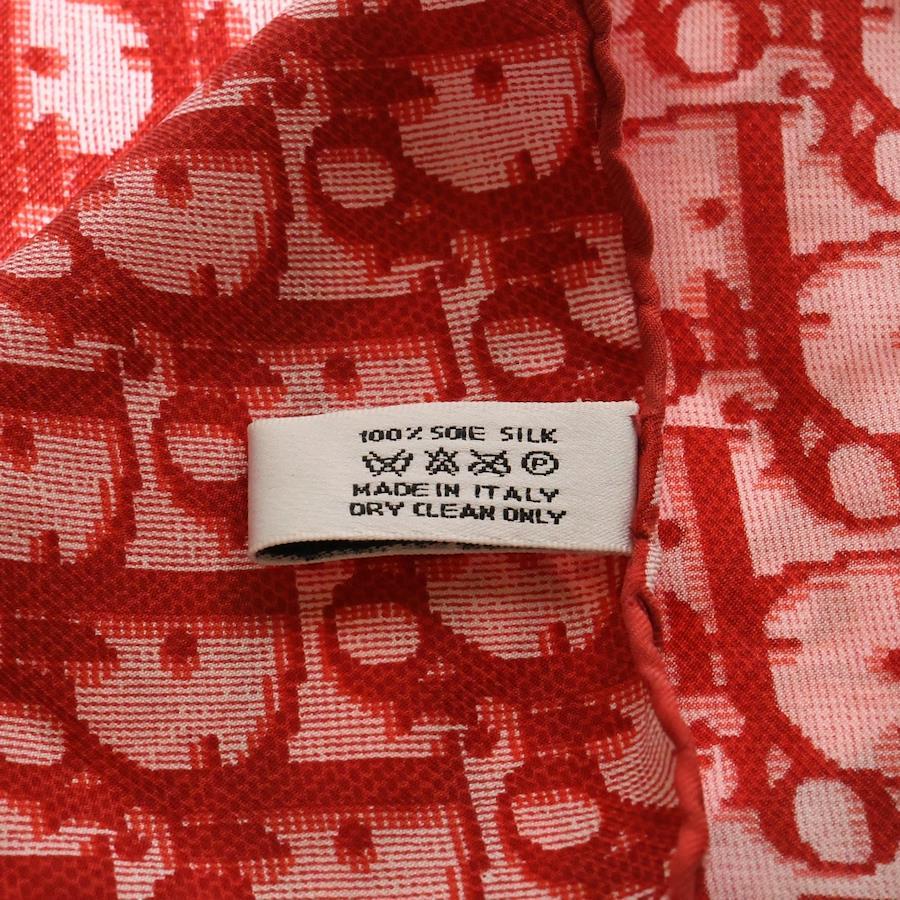 100% SOIE SILK
P
MADE IN ITALY
DRY CLEAN ONLY